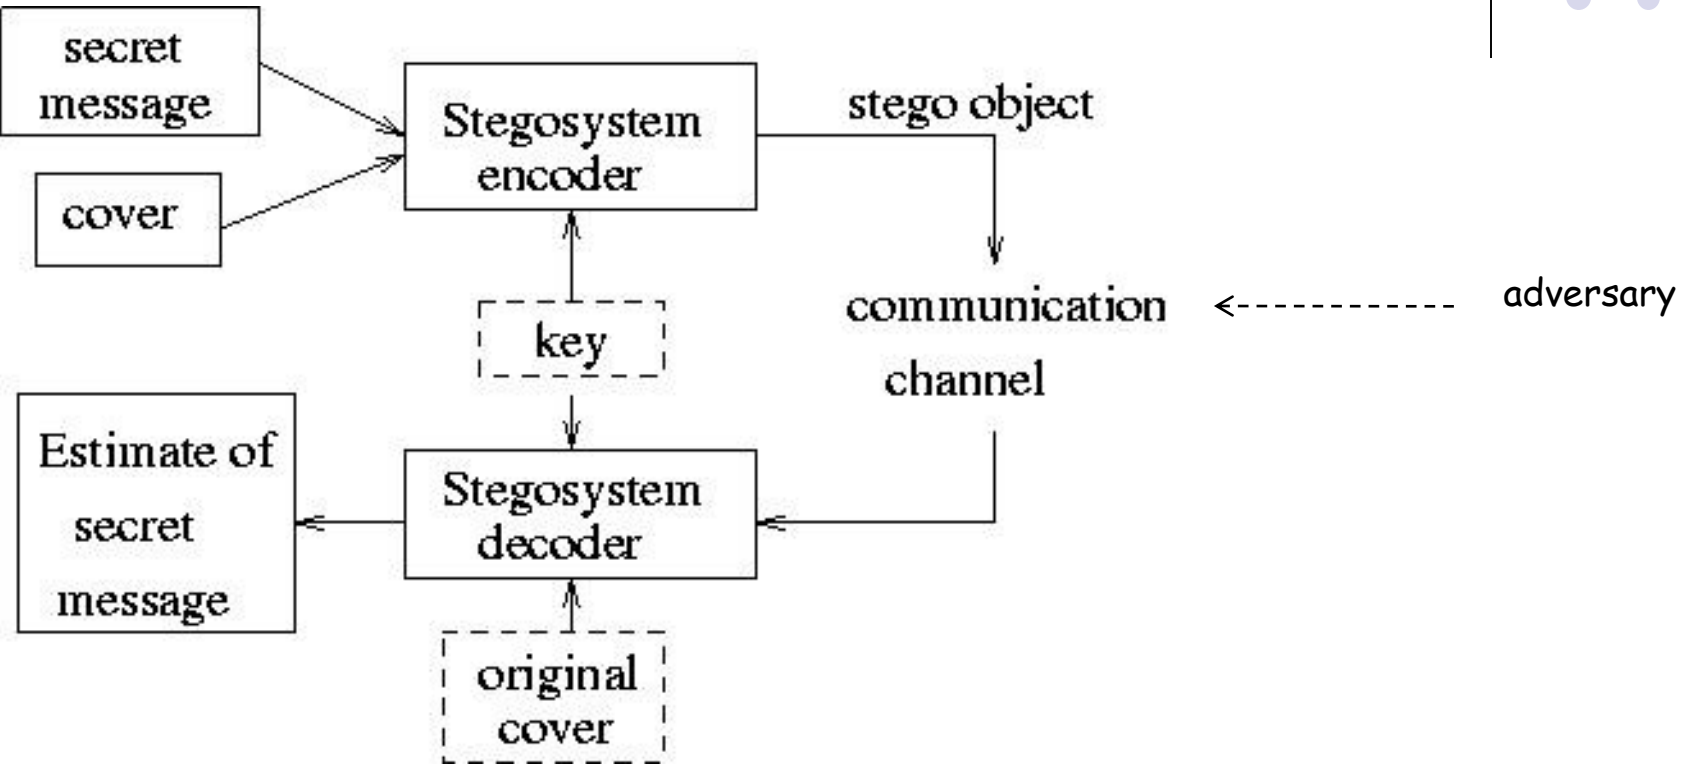 secret
message
cover
Stegosystem
encoder
stego object
key
communication
channel
adversary
Estimate of
secret
message
Stegosystem
decoder
original
cover